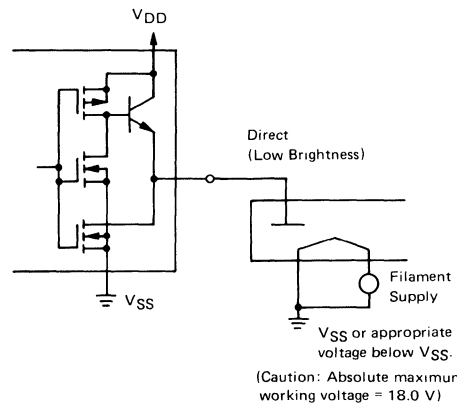 VDD
Direct
(Low Brightness)
VSS
Filament
Supply
VSS or appropriate
voltage below VSS.
(Caution: Absolute maximum
working voltage = 18.0 V)